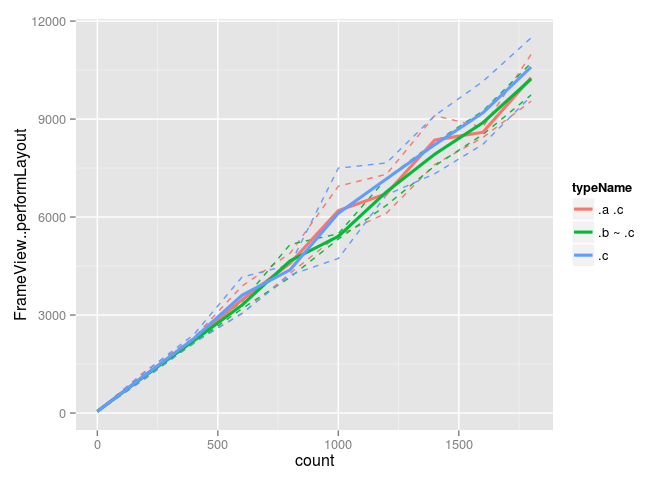 12000
9000
6000
3000
0
FrameView..performLayout
0 500 1000 1500
count
typeName
.a .c
.b ~ .c
.c